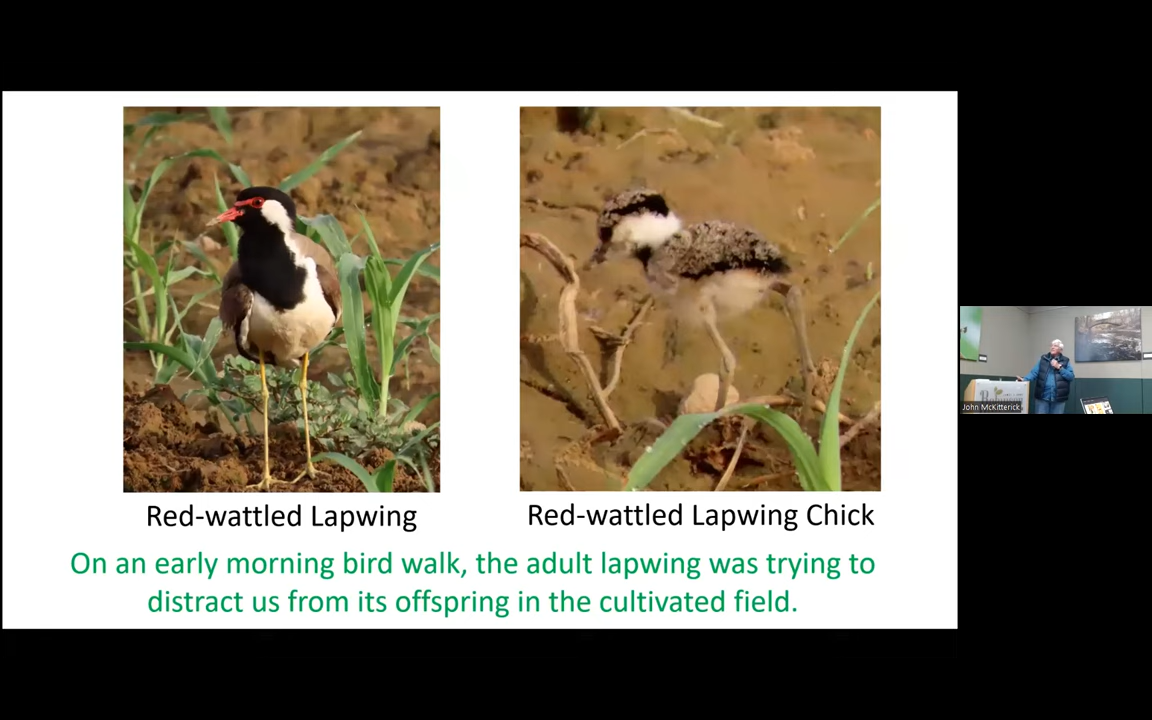 Red-wattled Lapwing
Red-wattled Lapwing Chick
On an early morning bird walk, the adult lapwing was trying to
distract us from its offspring in the cultivated field.
John McKitterick